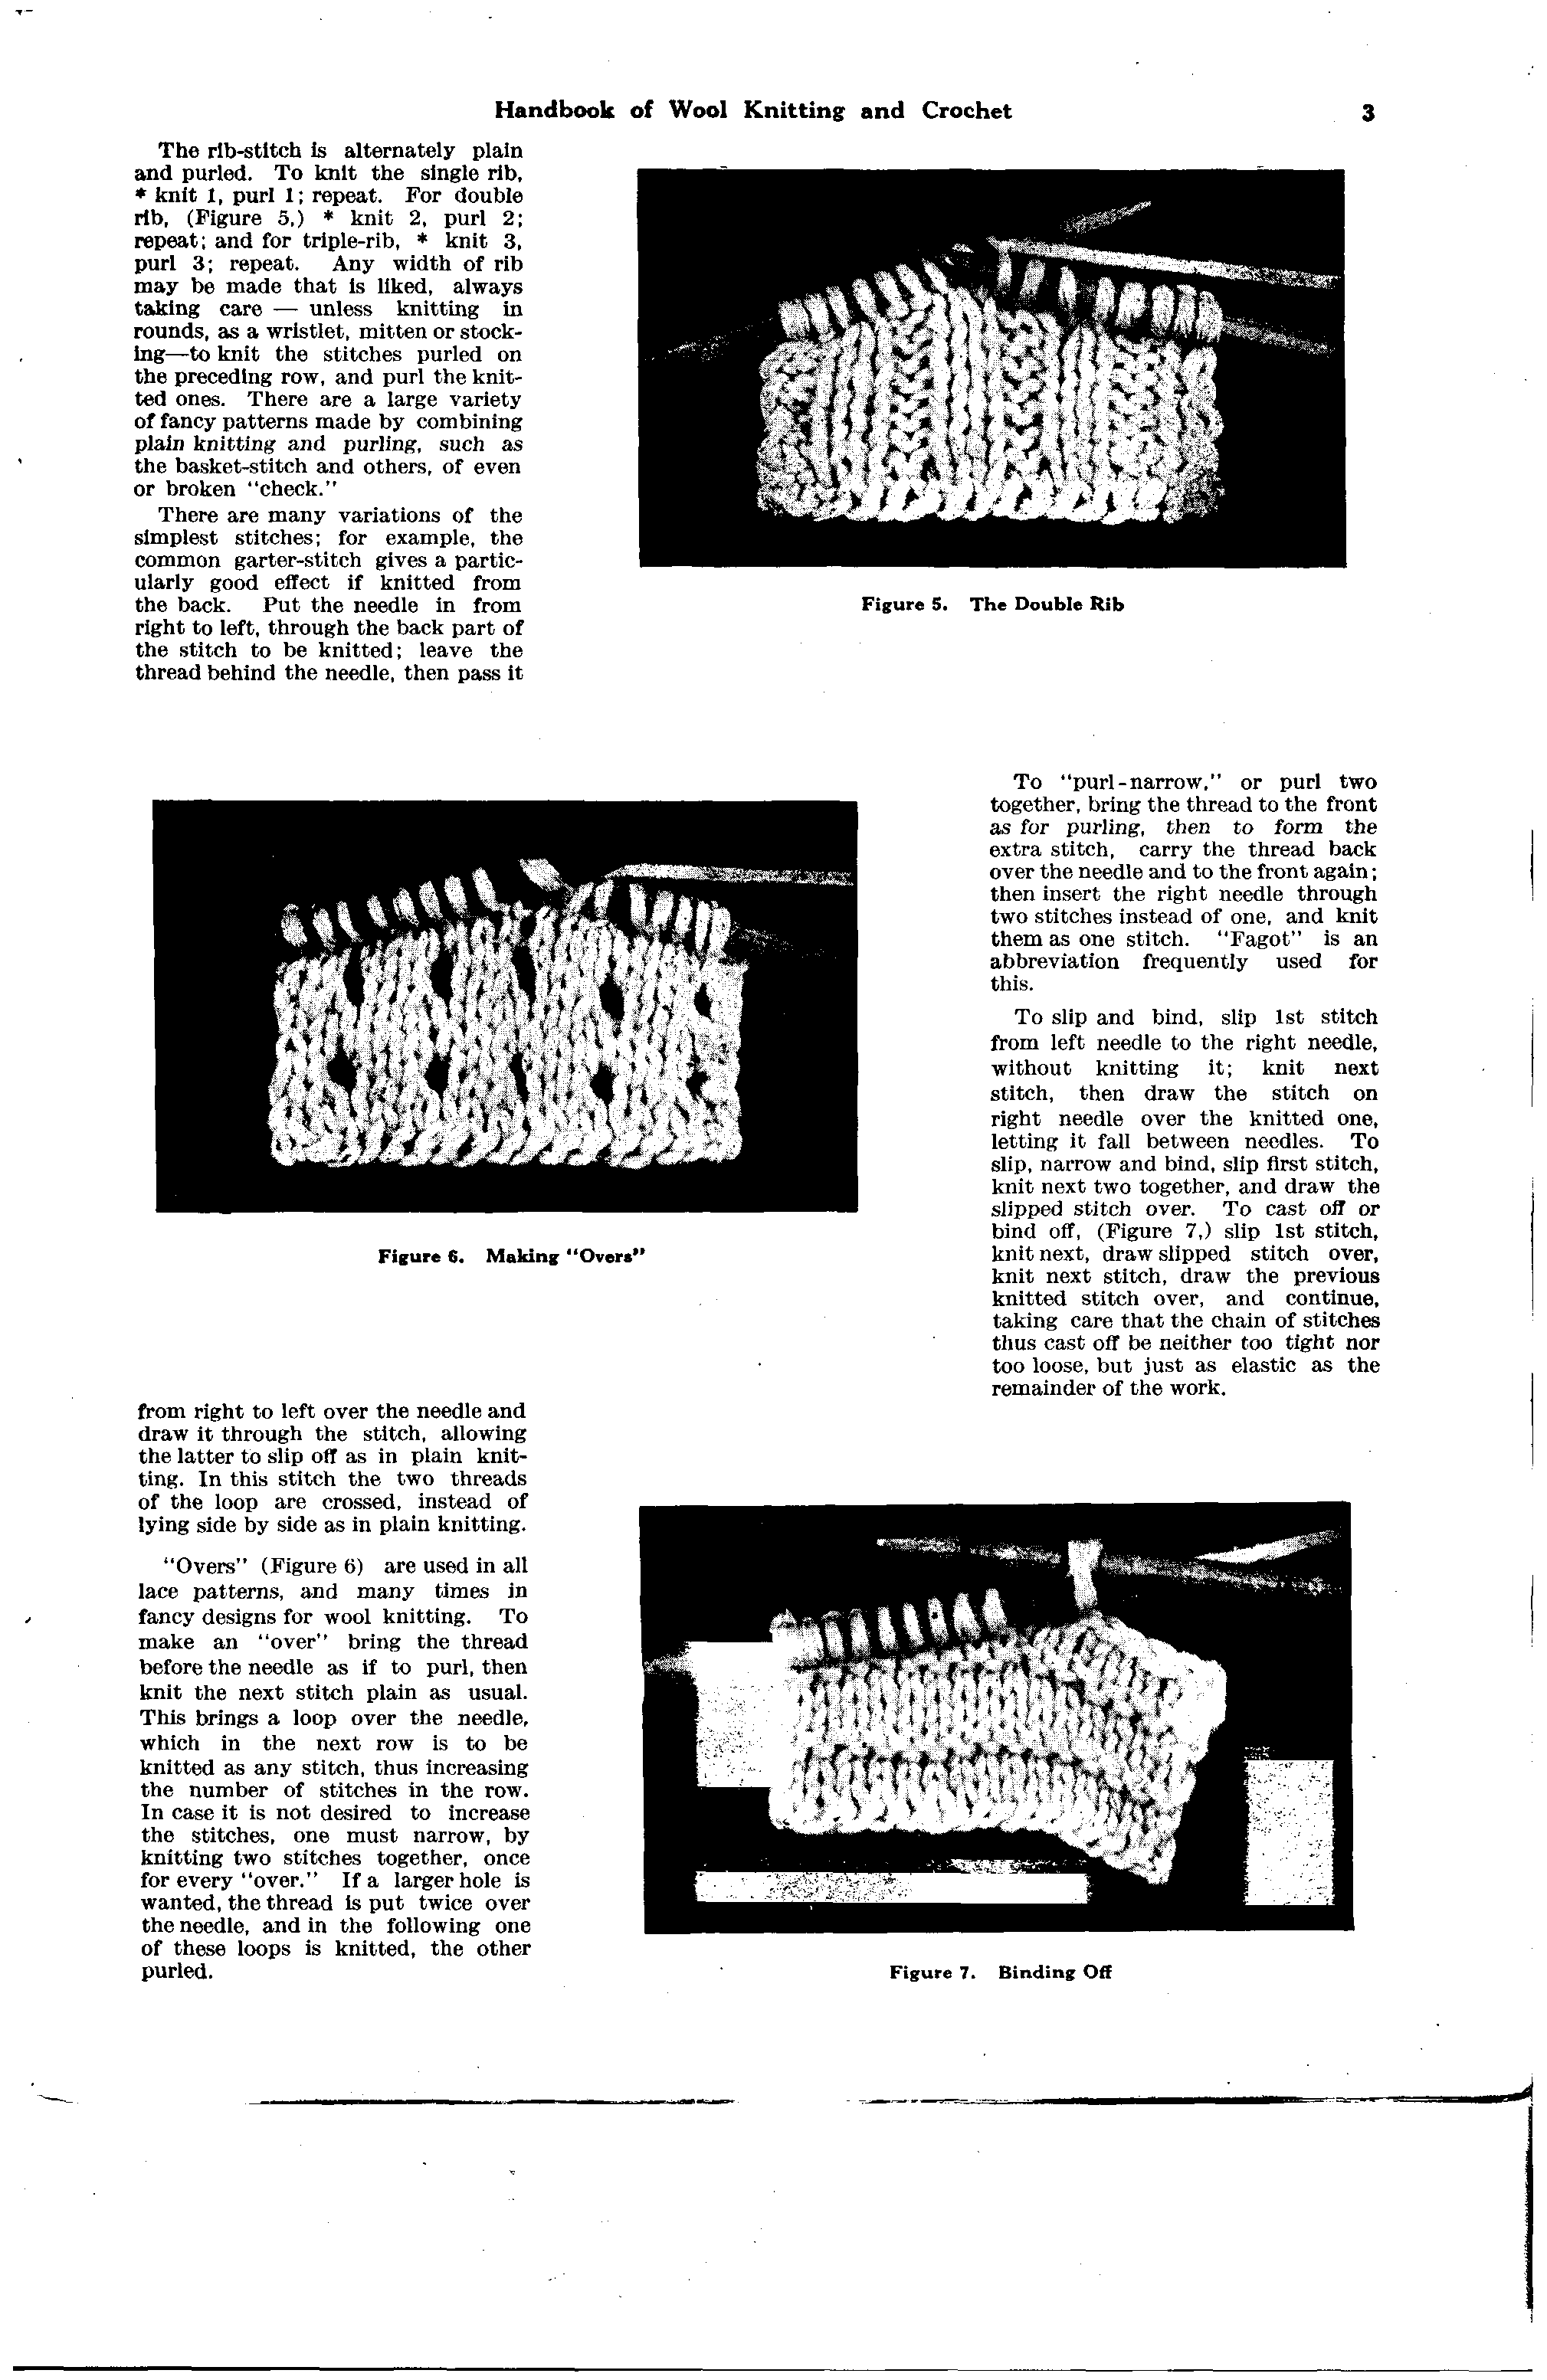 Handbook of Wool Knitting and Crochet
3
The rib-stitch is alternately plain
and purled. To knit the single rib,
* knit 1, purl 1; repeat. For double
rib, (Figure 5,) * knit 2, purl 2;
repeat; and for triple-rib, * knit 3,
purl 3; repeat. Any width of rib
may be made that is liked, always
taking care — unless knitting in
rounds, as a wristlet, mitten or stock-
ing—to knit the stitches purled on
the preceding row, and purl the knit-
ted ones. There are a large variety
of fancy patterns made by combining
plain knitting and purling, such as
the basket-stitch and others, of even
or broken "check."
There are many variations of the
simplest stitches; for example, the
common garter-stitch gives a partic-
ularly good effect if knitted from
the back. Put the needle in from
right to left, through the back part of
the stitch to be knitted; leave the
thread behind the needle, then pass it
Figure 5. The Double Rib
Figure 6. Making "Overs"
from right to left over the needle and
draw it through the stitch, allowing
the latter to slip off as in plain knit-
ting. In this stitch the two threads
of the loop are crossed, instead of
lying side by side as in plain knitting.
"Overs" (Figure 6) are used in all
lace patterns, and many times in
fancy designs for wool knitting. To
make an "over" bring the thread
before the needle as if to purl, then
knit the next stitch plain as usual.
This brings a loop over the needle,
which in the next row is to be
knitted as any stitch, thus increasing
the number of stitches in the row.
In case it is not desired to increase
the stitches, one must narrow, by
knitting two stitches together, once
for every "over." If a larger hole is
wanted, the thread is put twice over
the needle, and in the following one
of these loops is knitted, the other
purled.
To "purl-narrow," or purl two
together, bring the thread to the front
as for purling, then to form the
extra stitch, carry the thread back
over the needle and to the front again;
then insert the right needle through
two stitches instead of one, and knit
them as one stitch. "Fagot" is an
abbreviation frequently used for
this.
To slip and bind, slip 1st stitch
from left needle to the right needle,
without knitting it; knit next
stitch, then draw the stitch on
right needle over the knitted one,
letting it fall between needles. To
slip, narrow and bind, slip first stitch,
knit next two together, and draw the
slipped stitch over. To cast off or
bind off, (Figure 7,) slip 1st stitch,
knit next, draw slipped stitch over,
knit next stitch, draw the previous
knitted stitch over, and continue,
taking care that the chain of stitches
thus cast off be neither too tight nor
too loose, but just as elastic as the
remainder of the work.
Figure 7. Binding Off